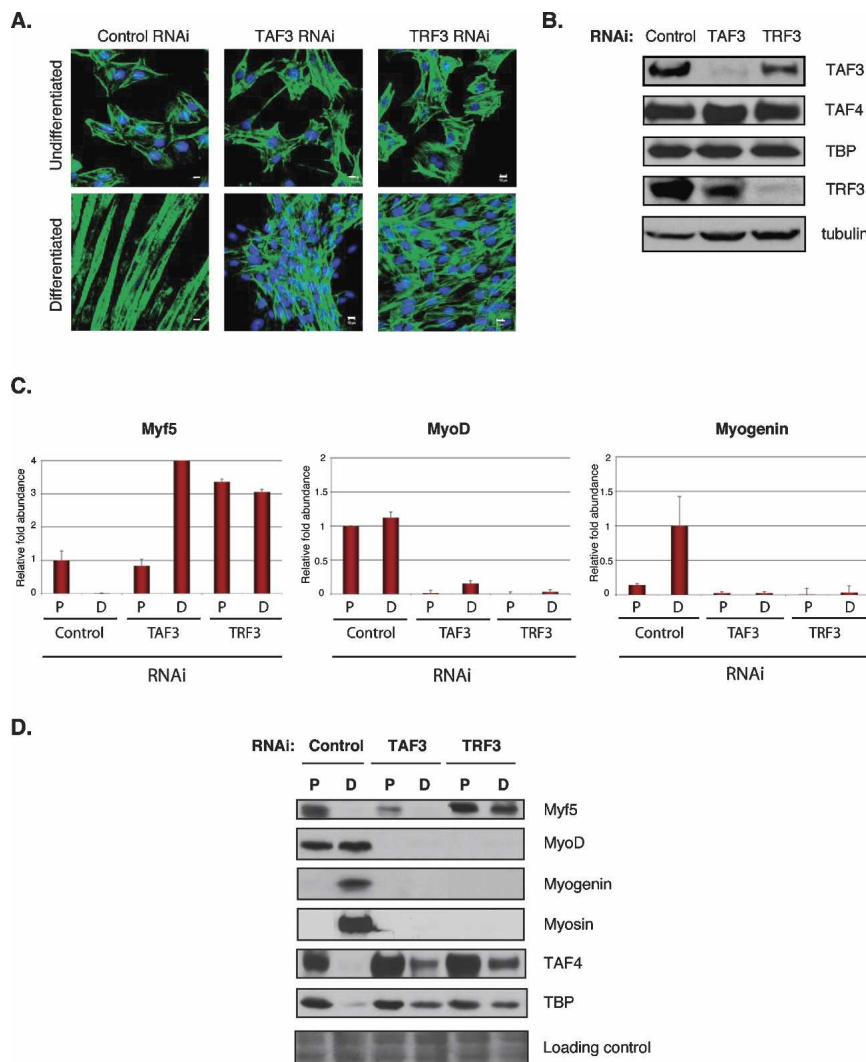 A.
Control RNAi TAF3 RNAi TRF3 RNAi
Undifferentiated
Differentiated
B.
RNAi: Control TAF3 TRF3
TAF3
TAF4
TBP
TRF3
tubulin
C.
Myf5
Relative fold abundance
4
3
2
1
0
P D P D P D
Control TAF3 TRF3
RNAi
MyoD
Relative fold abundance
2
1.5
1
0.5
0
P D P D P D
Control TAF3 TRF3
RNAi
Myogenin
Relative fold abundance
2
1.5
1
0.5
0
P D P D P D
Control TAF3 TRF3
RNAi
D.
RNAi: Control TAF3 TRF3
P D P D P D
Myf5
MyoD
Myogenin
Myosin
TAF4
TBP
Loading control